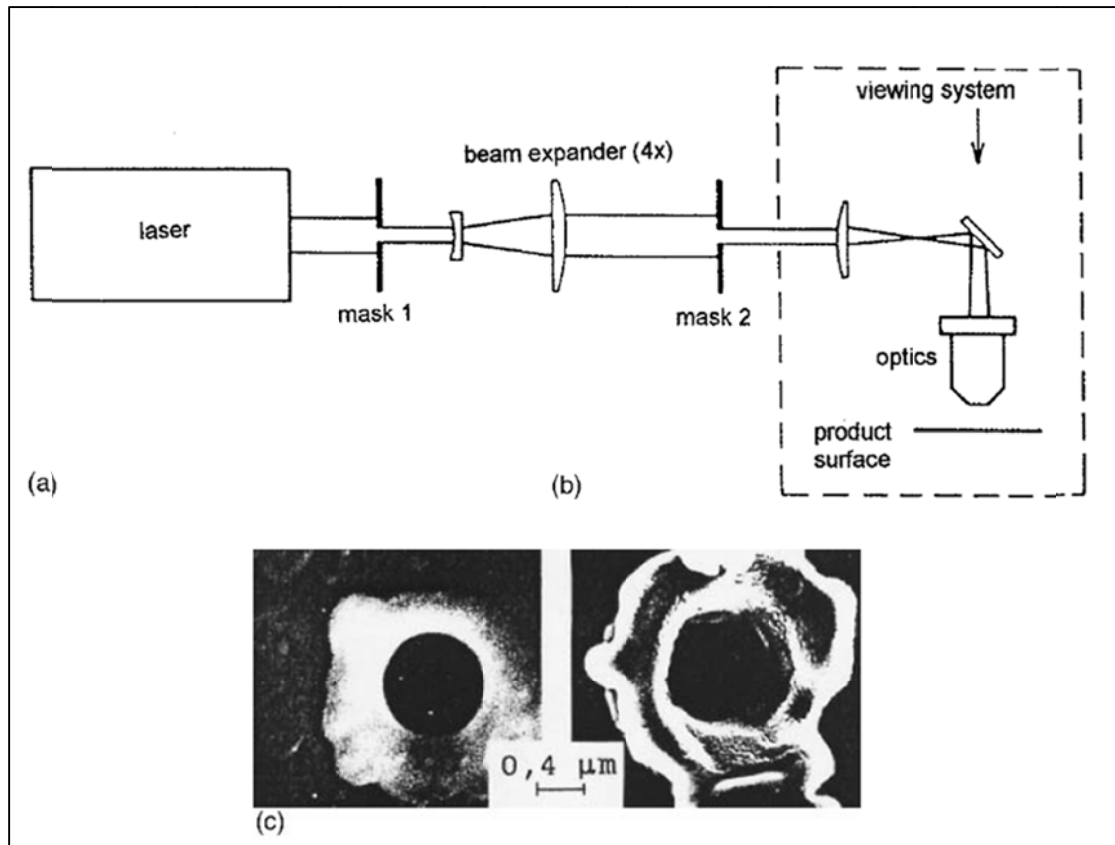 viewing system
beam expander (4x)
laser
mask 1
mask 2
optics
product
surface
(a)
(b)
0,4 μm
(c)